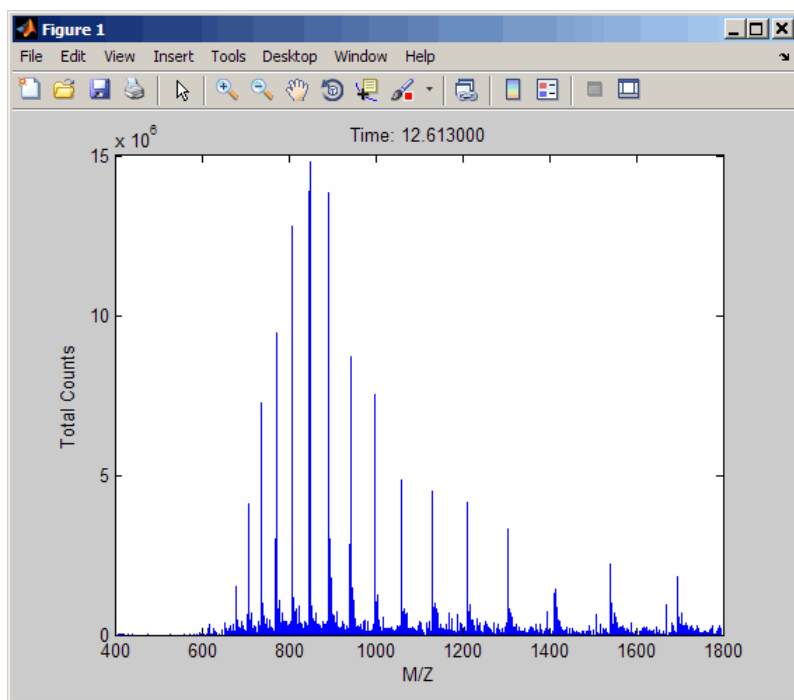 Figure 1
File Edit View Insert Tools Desktop Window Help
x 10^6
Time: 12.613000
15
10
5
0
Total Counts
400 600 800 1000 1200 1400 1600 1800
M/Z